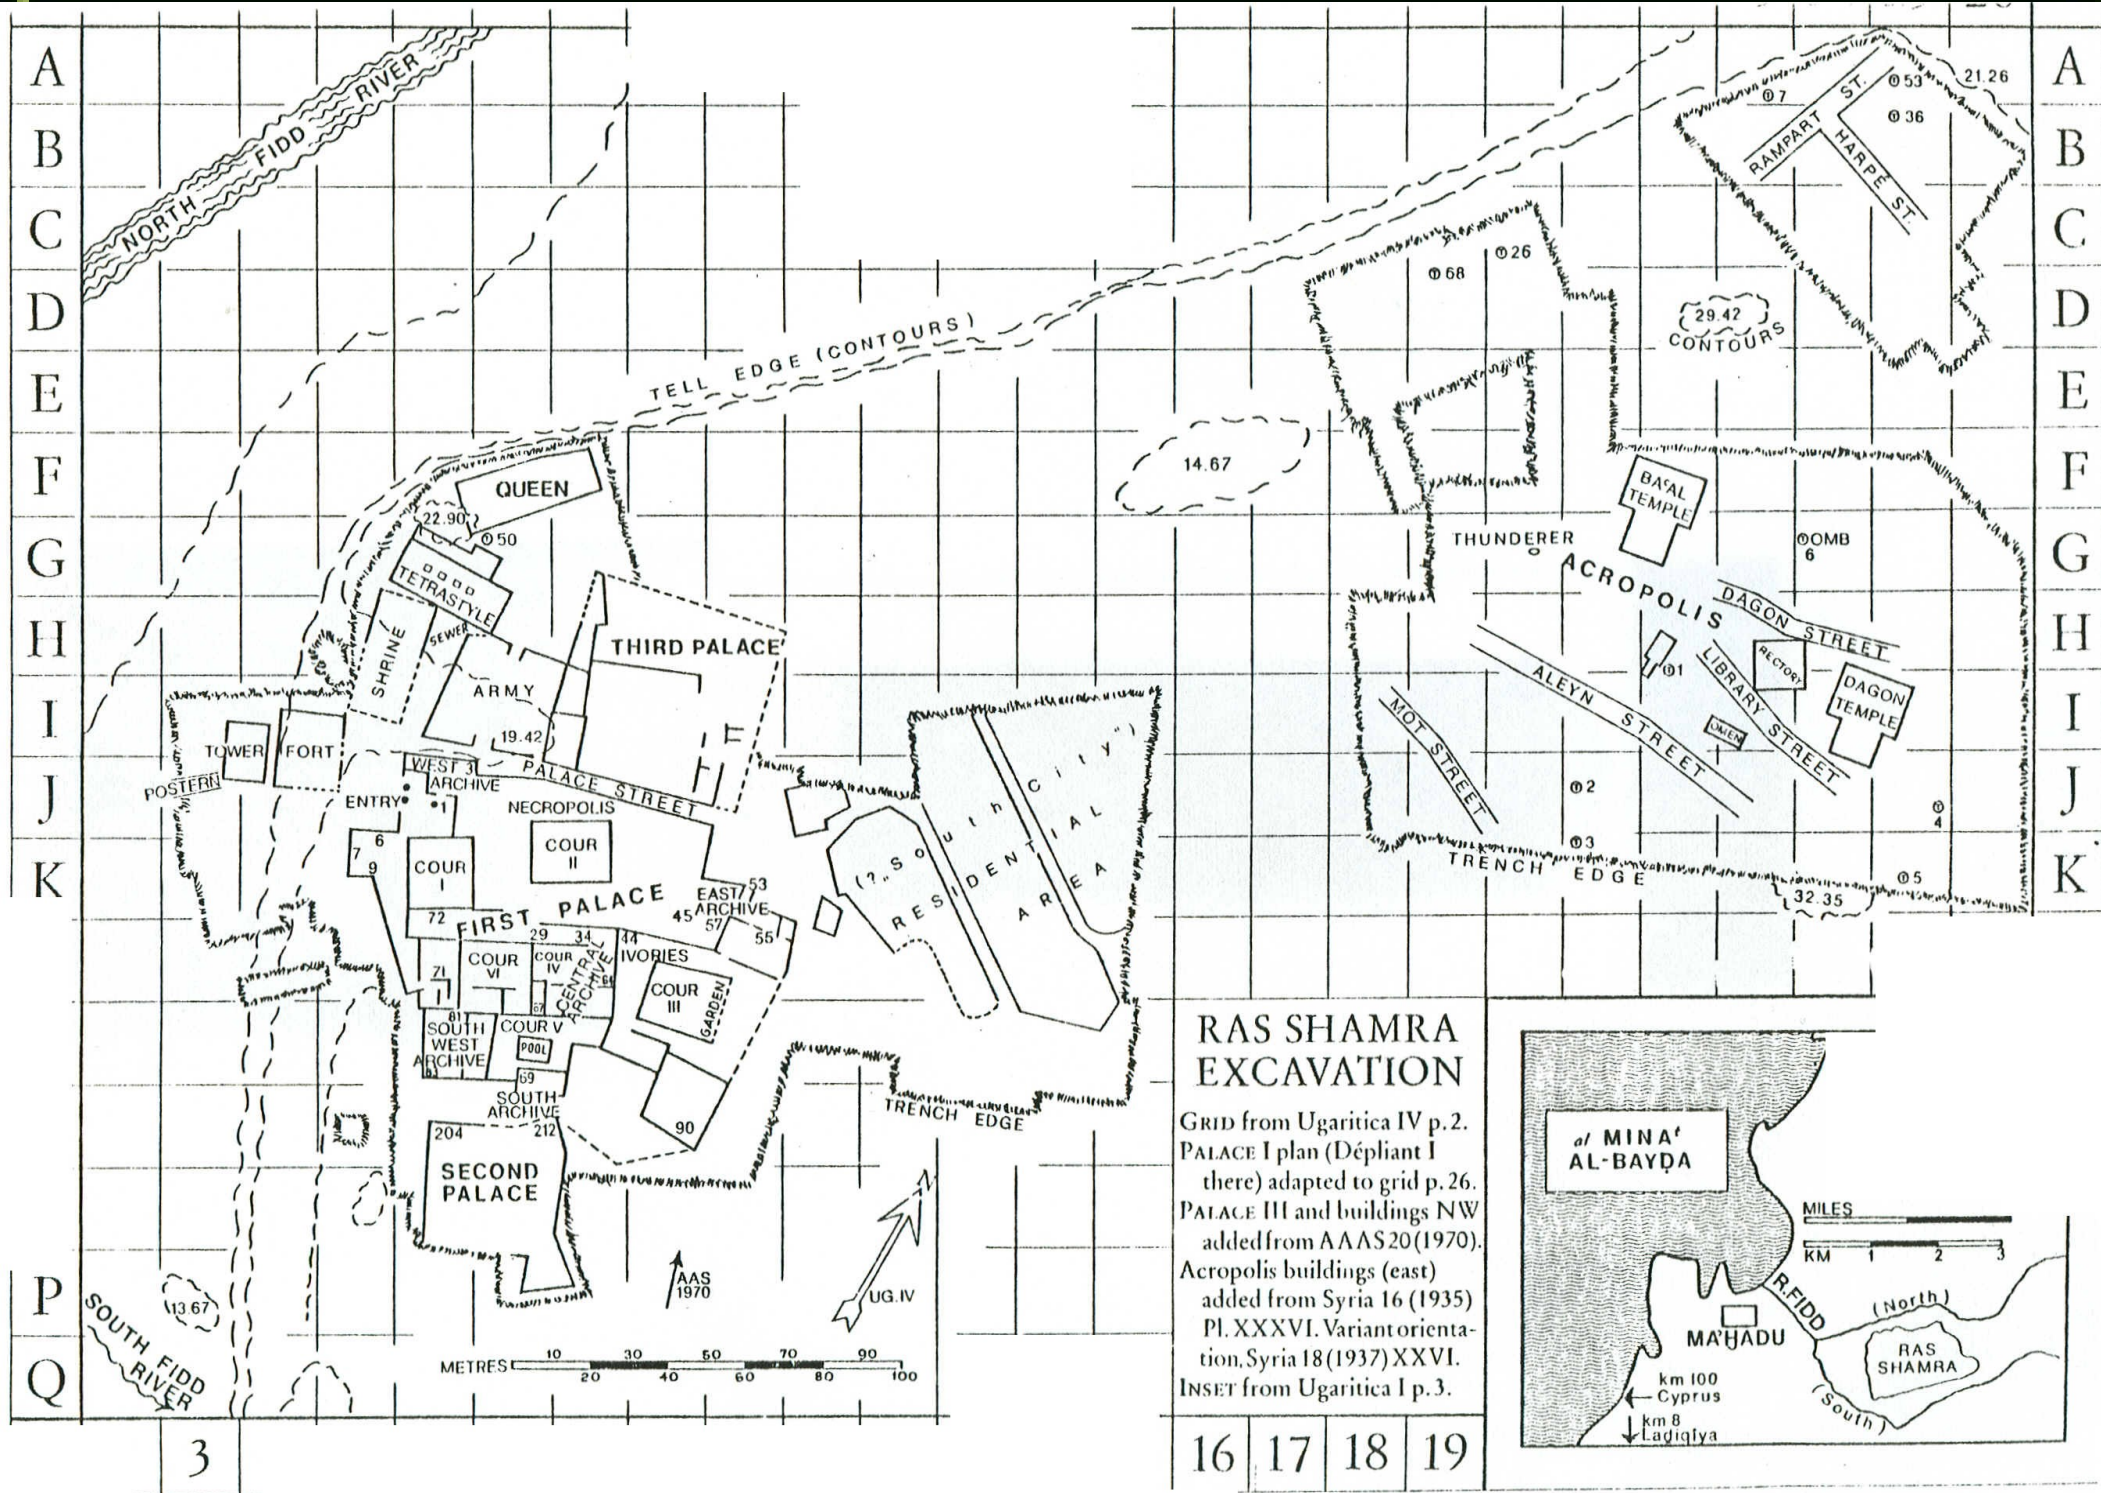 A
B
C
D
E
F
G
H
I
J
K
P
Q
3
NORTH FIDD RIVER
TELL EDGE (CONTOURS)
QUEEN
22.90
50
TETRASTYLE
SHRINE
SEWER
ARMY
19.42
THIRD PALACE
TOWER
FORT
POSTERN
WEST 3
ARCHIVE
PALACE STREET
ENTRY
1
NECROPOLIS
6
7
9
COUR
I
COUR
II
72
FIRST PALACE
EAST
ARCHIVE
53
45
57
55
29
34
44
IVORIES
71
COUR
VI
COUR
IV
CENTRAL
ARCHIVE
64
67
COUR
III
GARDEN
81
SOUTH
WEST
ARCHIVE
COUR V
POOL
69
SOUTH
ARCHIVE
204
212
90
SECOND
PALACE
13.67
SOUTH FIDD
RIVER
(?„South City")
RESIDENTIAL
AREA
TRENCH EDGE
AAS
1970
UG.IV
METRES
10 30 50 70 90
20 40 60 80 100
14.67
68
26
7
53
36
21.26
RAMPART ST.
HARPÉ ST.
29.42
CONTOURS
BAʿAL
TEMPLE
THUNDERER
ACROPOLIS
TOMB
6
DAGON STREET
1
LIBRARY STREET
RECTORY
DAGON
TEMPLE
OMEN
ALEYN STREET
MOT STREET
2
3
4
5
TRENCH EDGE
32.35
A
B
C
D
E
F
G
H
I
J
K
RAS SHAMRA
EXCAVATION
GRID from Ugaritica IV p.2.
PALACE I plan (Dépliant I
there) adapted to grid p.26.
PALACE III and buildings NW
added from AAAS 20 (1970).
Acropolis buildings (east)
added from Syria 16 (1935)
Pl. XXXVI. Variant orienta-
tion, Syria 18 (1937) XXVI.
INSET from Ugaritica I p.3.
16 17 18 19
al MINAᵗ
AL-BAYḌA
MILES
KM 1 2 3
R.FIDD
(North)
MA'ḪADU
RAS
SHAMRA
(South)
km 100
Cyprus
km 8
Ladiqiya